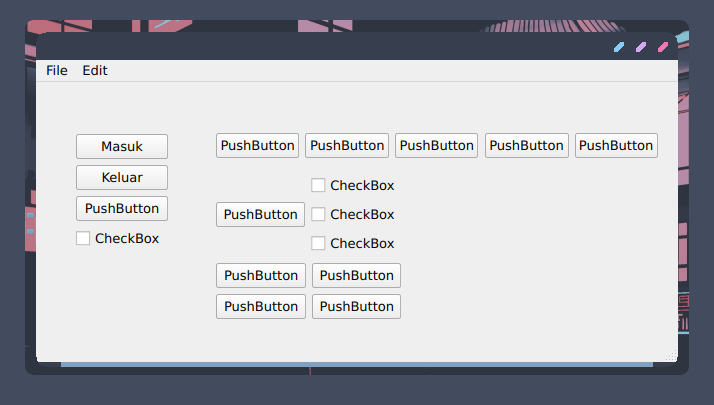 File Edit
Masuk
Keluar
PushButton
CheckBox
PushButton PushButton PushButton PushButton PushButton
CheckBox
PushButton CheckBox
CheckBox
PushButton PushButton
PushButton PushButton